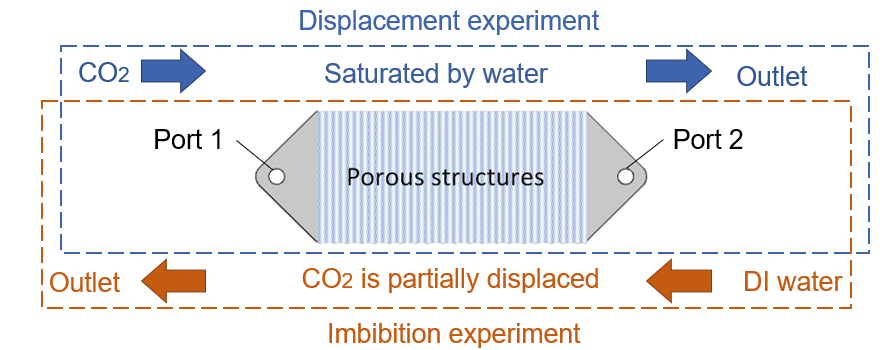 Displacement experiment
CO2 Saturated by water Outlet
Port 1 Port 2
Porous structures
Outlet CO2 is partially displaced DI water
Imbibition experiment